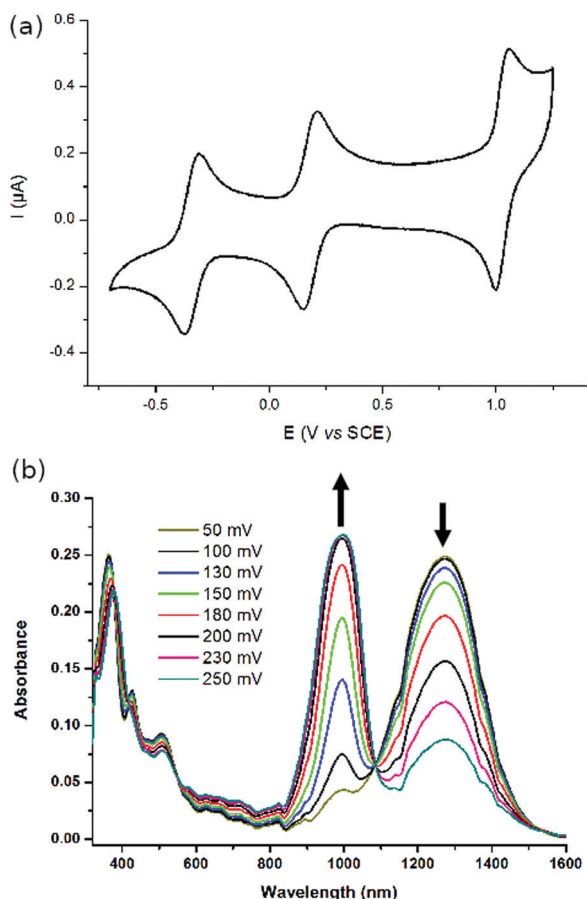 (a)
0.6
0.4
0.2
0.0
-0.2
-0.4
I (µA)
-0.5
0.0
0.5
1.0
E (V vs SCE)
(b)
0.30
0.25
0.20
0.15
0.10
0.05
0.00
Absorbance
50 mV
100 mV
130 mV
150 mV
180 mV
200 mV
230 mV
250 mV
400
600
800
1000
1200
1400
1600
Wavelength (nm)